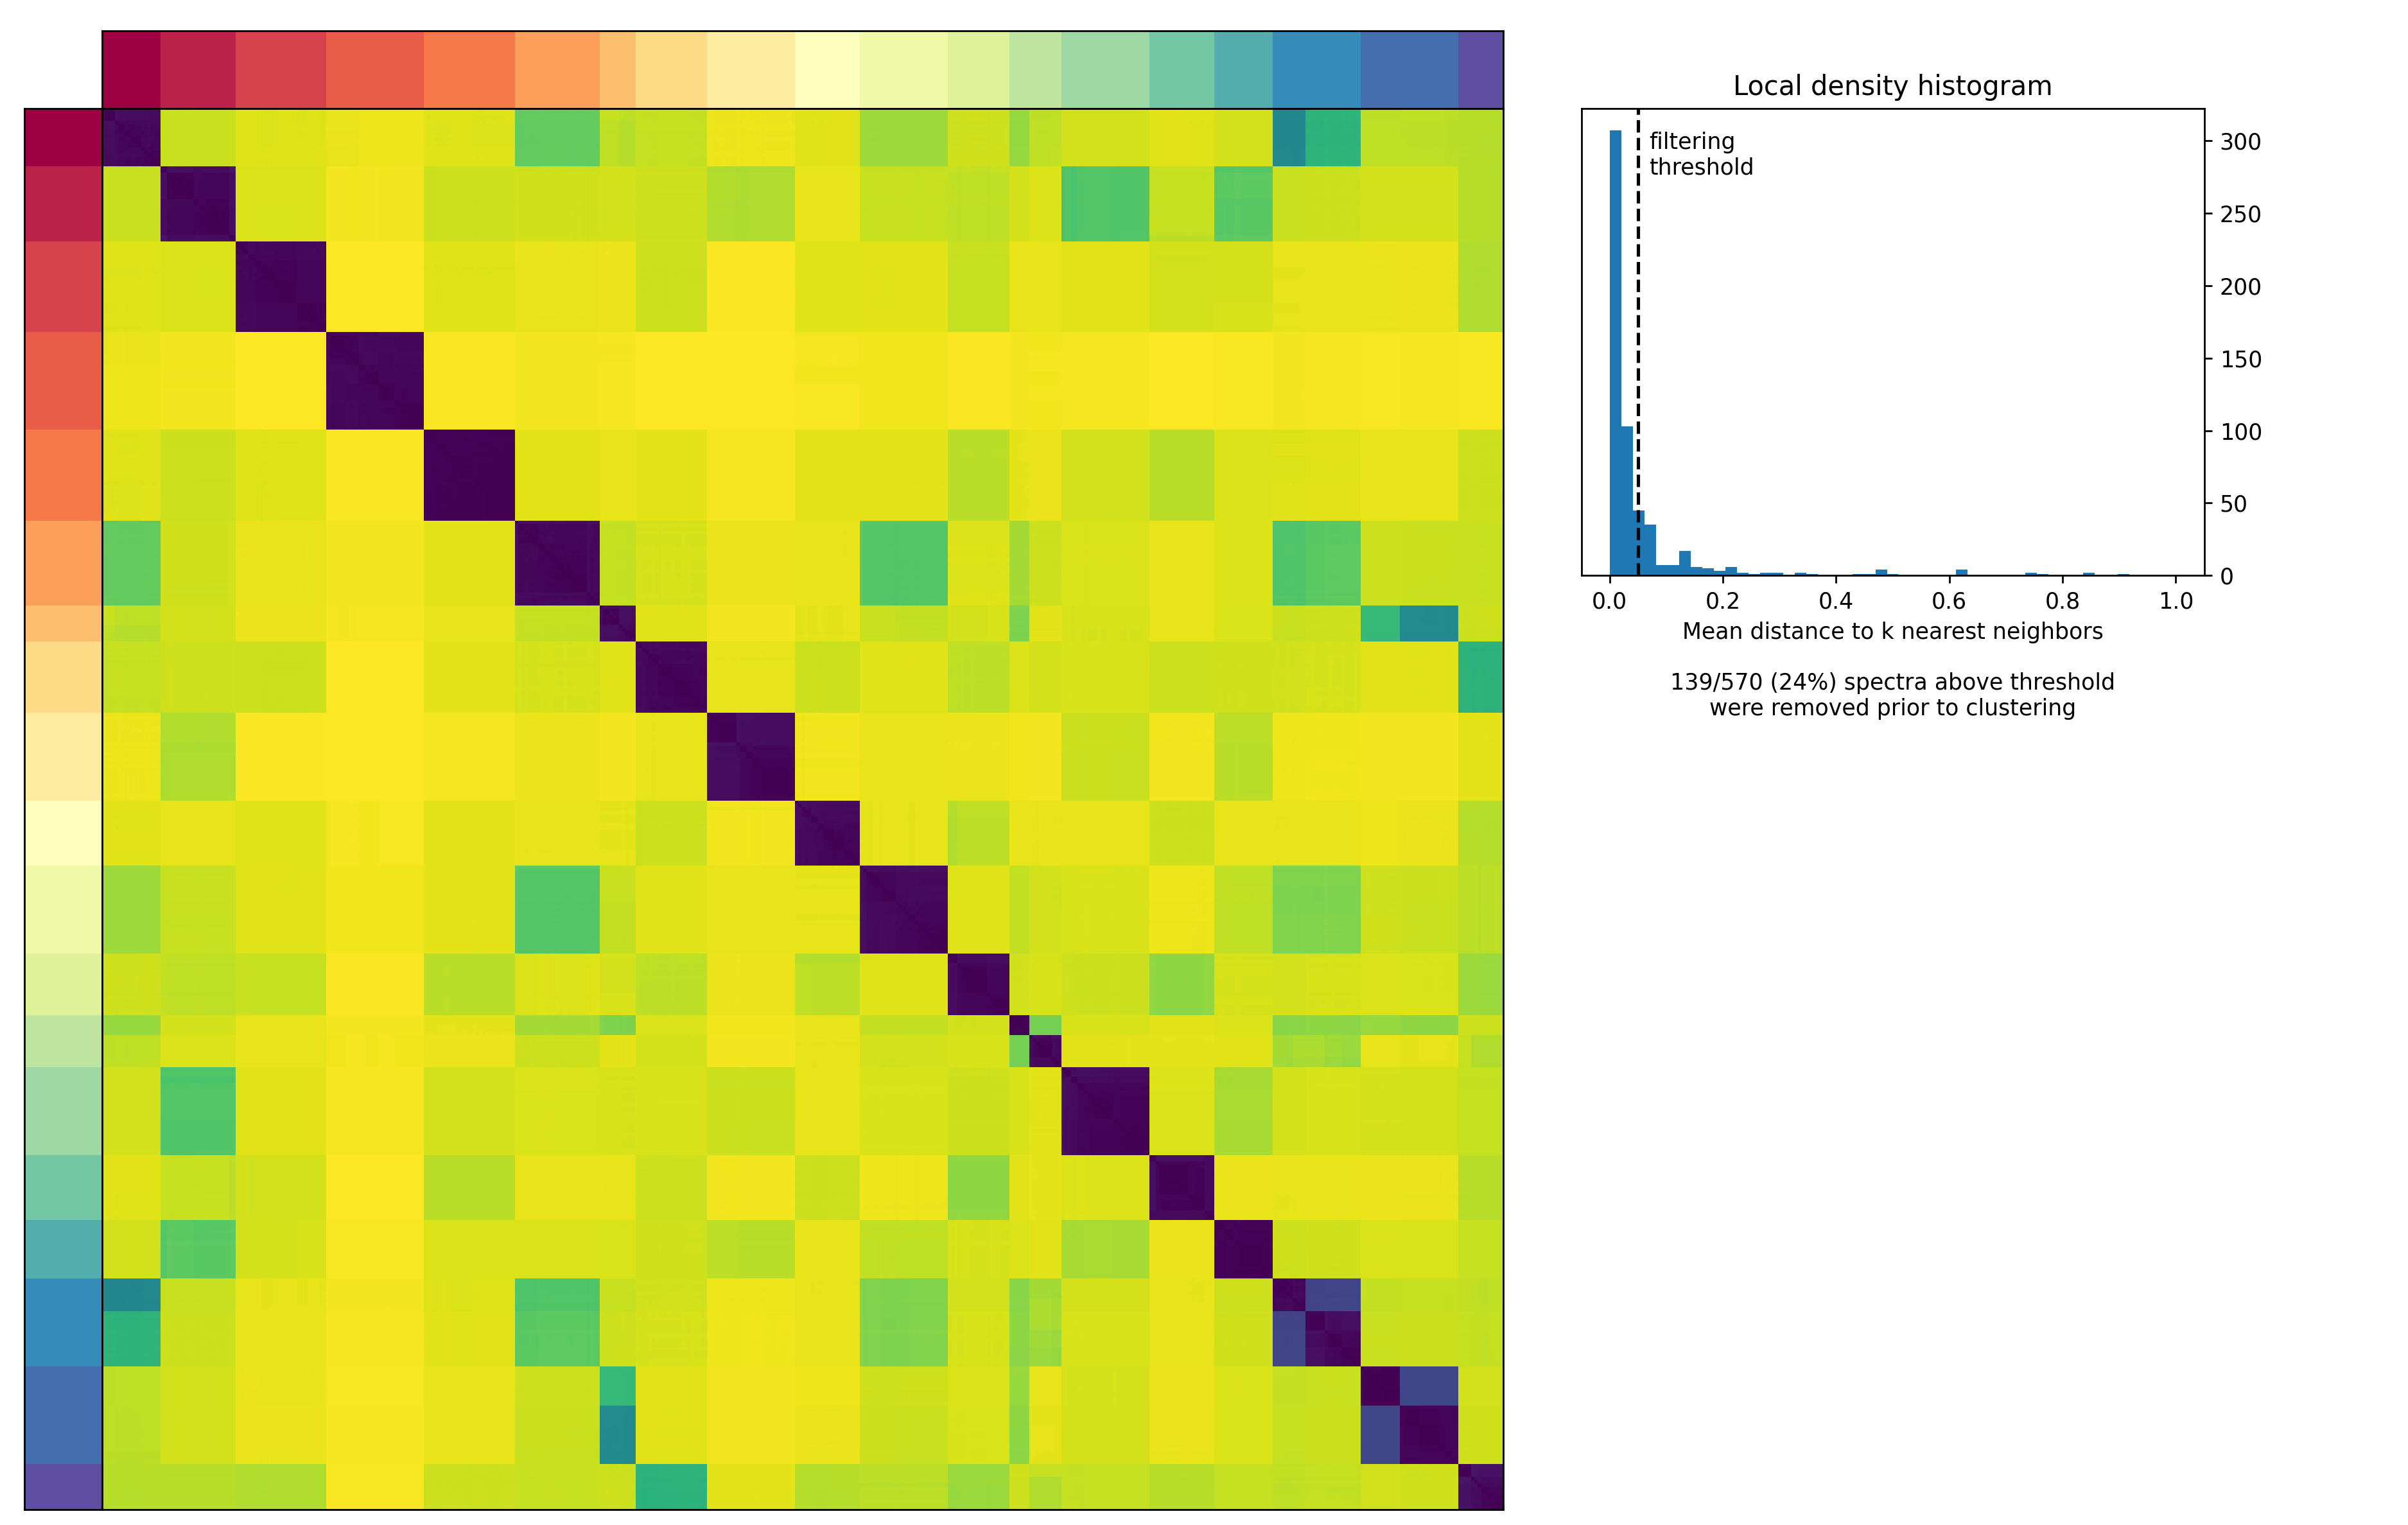 Local density histogram
filtering
threshold
300
250
200
150
100
50
0
0.0 0.2 0.4 0.6 0.8 1.0
Mean distance to k nearest neighbors
139/570 (24%) spectra above threshold
were removed prior to clustering